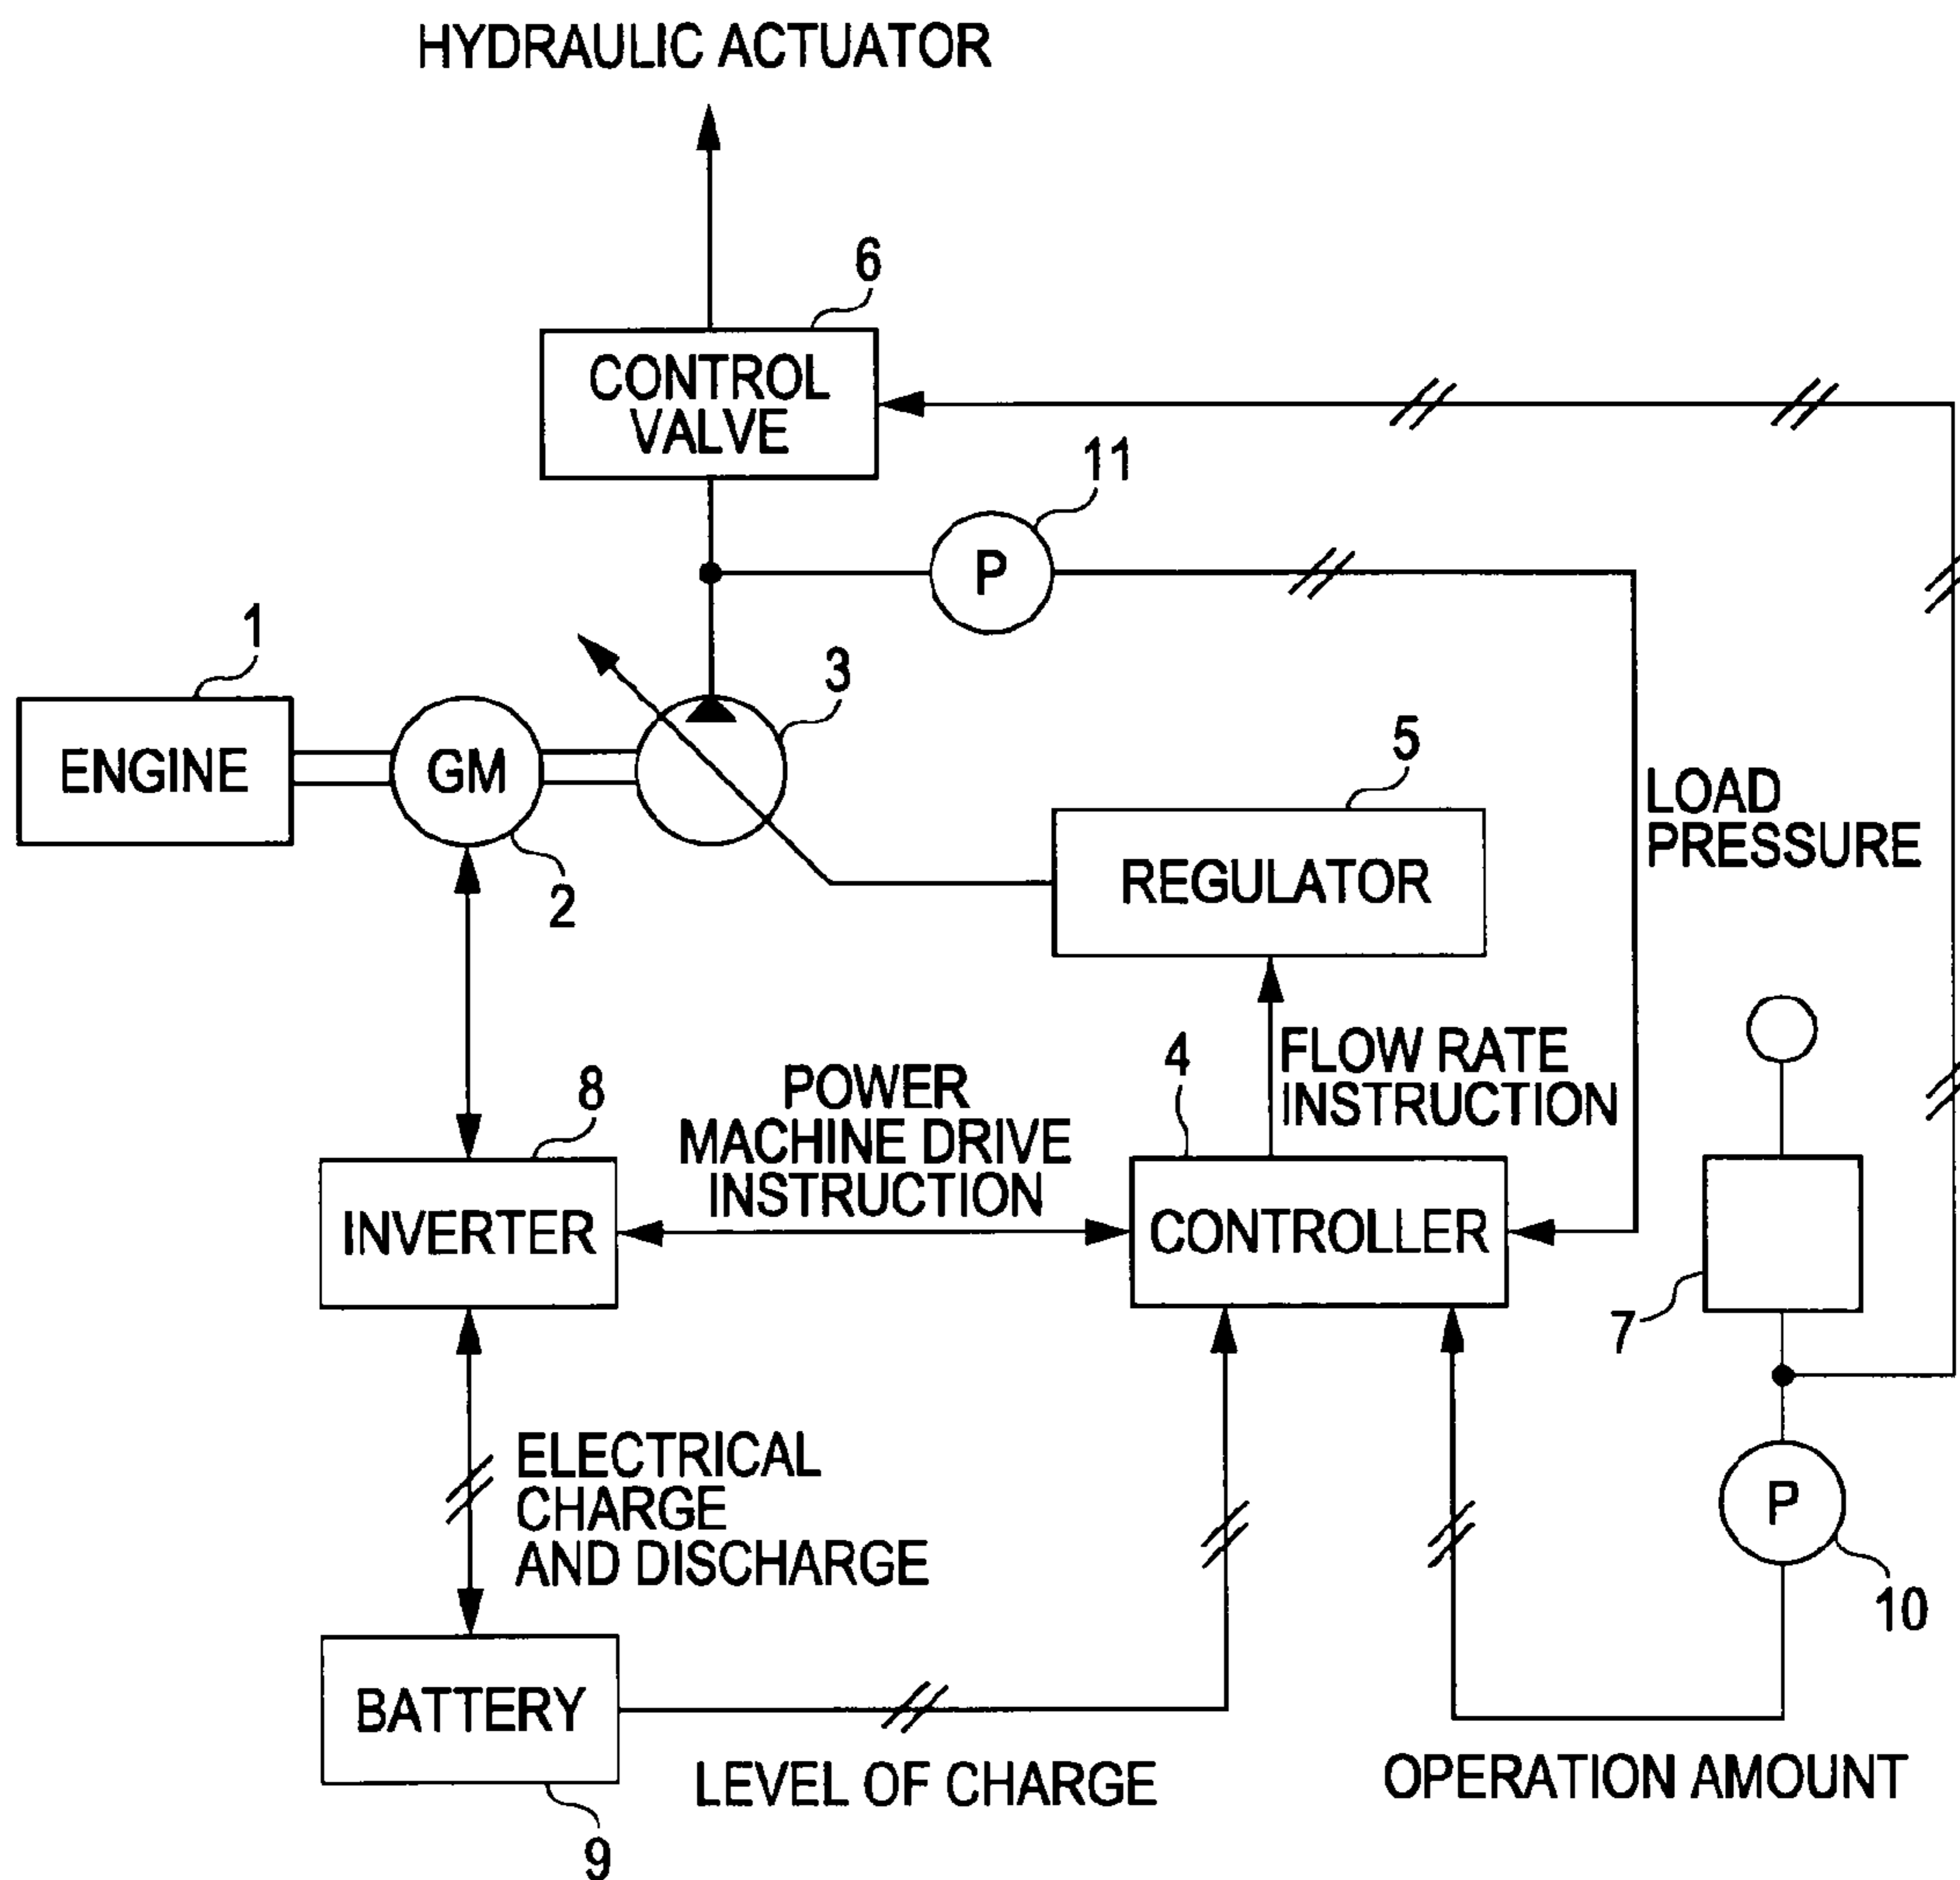 HYDRAULIC ACTUATOR
6
CONTROL
VALVE
11
P
1
3
ENGINE
GM
5
LOAD
PRESSURE
REGULATOR
2
4
FLOW RATE
INSTRUCTION
8
POWER
MACHINE DRIVE
INSTRUCTION
INVERTER
CONTROLLER
7
ELECTRICAL
CHARGE
AND DISCHARGE
P
10
BATTERY
LEVEL OF CHARGE
OPERATION AMOUNT
9